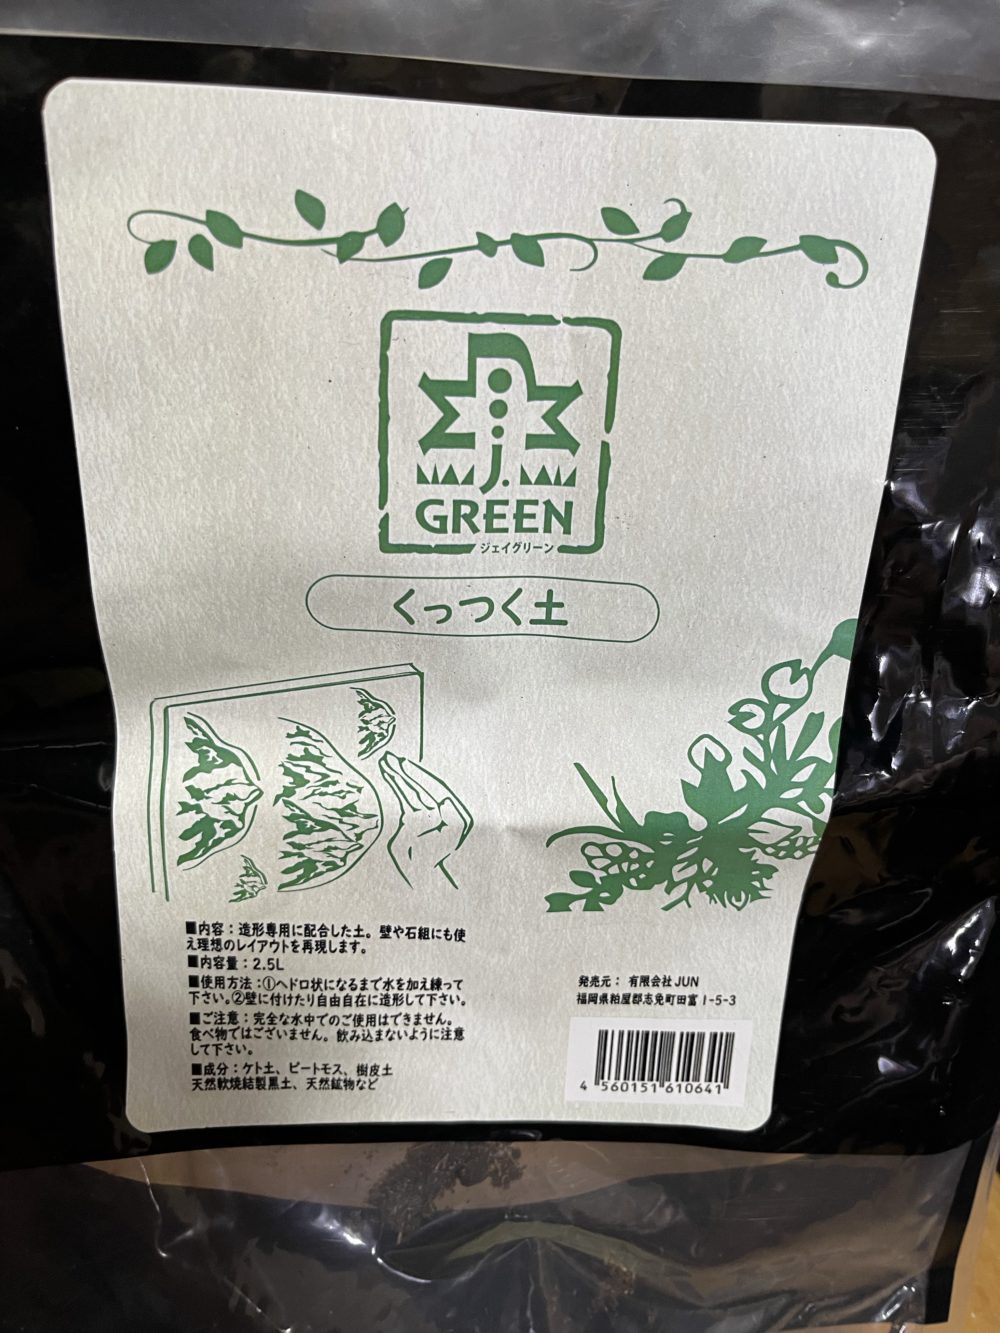 j.
GREEN
ジェイグリーン
くっつく土
■内容：造形専用に配合した土。壁や石組にも使
え理想のレイアウトを再現します。
■内容量：2.5L
■使用方法：①ヘドロ状になるまで水を加え練って
下さい。②壁に付けたり自由自在に造形して下さい。
■ご注意：完全な水中でのご使用はできません。
食べ物ではございません。飲み込まないように注意
して下さい。
■成分：ケト土、ピートモス、樹皮土
天然軟焼結製黒土、天然鉱物など
発売元： 有限会社 JUN
福岡県粕屋郡志免町田富 1-5-3
4 560151 610641